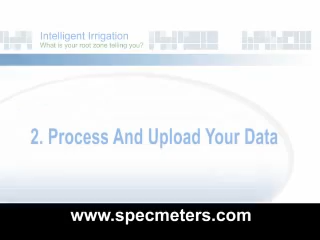 Intelligent Irrigation
What is your root zone telling you?
2. Process And Upload Your Data
www.specmeters.com